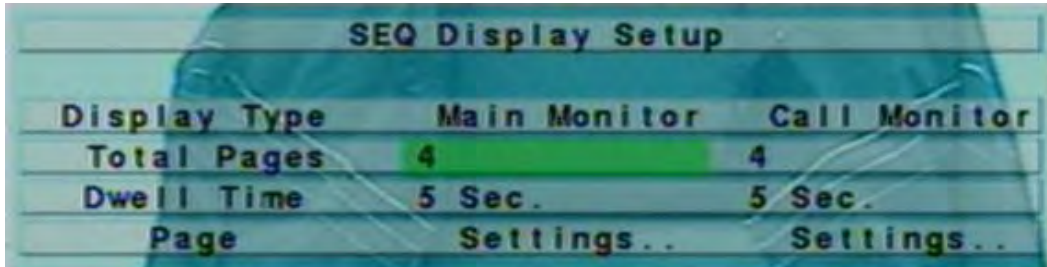 SEQ Display Setup
Display Type Main Monitor Call Monitor
Total Pages 4 4
Dwell Time 5 Sec. 5 Sec.
Page Settings.. Settings..